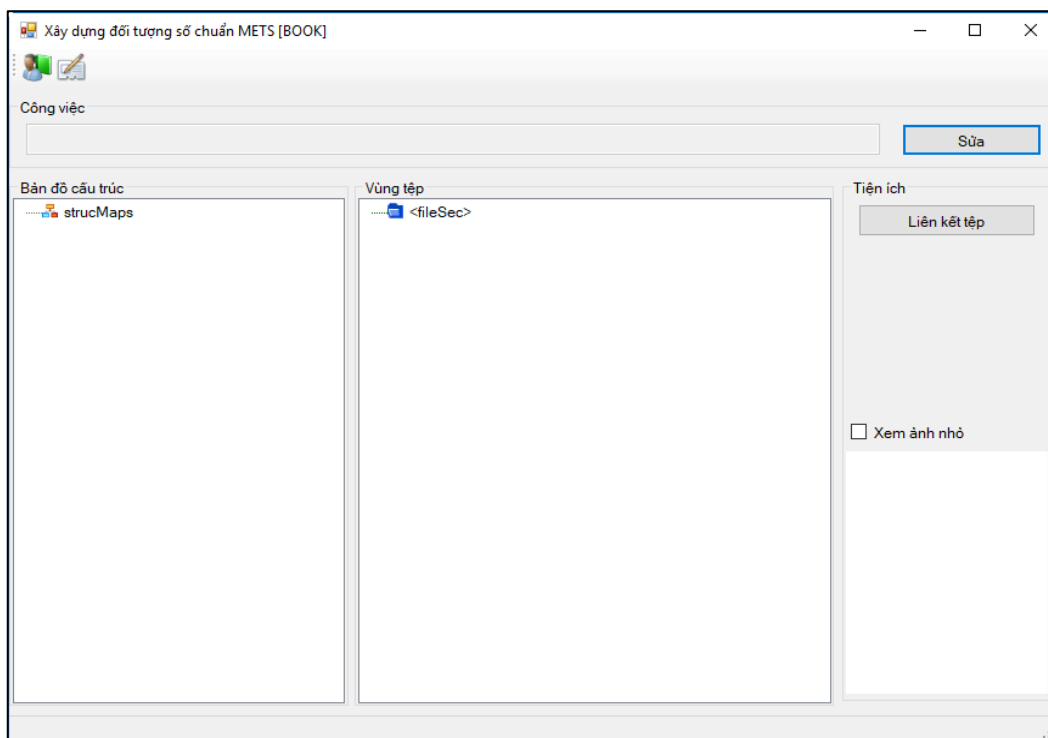 Xây dựng đối tượng số chuẩn METS [BOOK]
Công việc
Sửa
Bản đồ cấu trúc
Vùng tệp
Tiện ích
strucMaps
<fileSec>
Liên kết tệp
Xem ảnh nhỏ